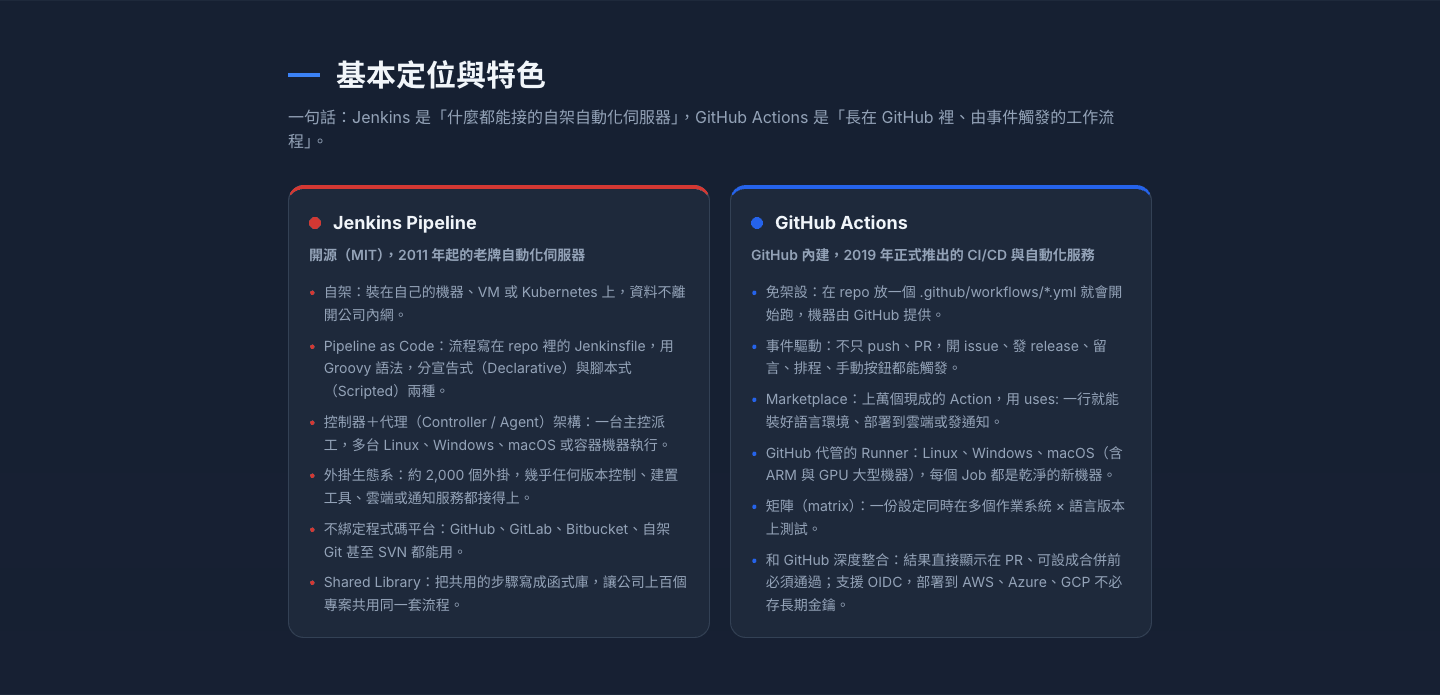 基本定位與特色
一句話：Jenkins 是「什麼都能接的自架自動化伺服器」，GitHub Actions 是「長在 GitHub 裡、由事件觸發的工作流
程」。
Jenkins Pipeline
開源（MIT），2011 年起的老牌自動化伺服器
自架：裝在自己的機器、VM 或 Kubernetes 上，資料不離
開公司內網。
Pipeline as Code：流程寫在 repo 裡的 Jenkinsfile，用
Groovy 語法，分宣告式（Declarative）與腳本式
（Scripted）兩種。
控制器＋代理（Controller / Agent）架構：一台主控派
工，多台 Linux、Windows、macOS 或容器機器執行。
外掛生態系：約 2,000 個外掛，幾乎任何版本控制、建置
工具、雲端或通知服務都接得上。
不綁定程式碼平台：GitHub、GitLab、Bitbucket、自架
Git 甚至 SVN 都能用。
Shared Library：把共用的步驟寫成函式庫，讓公司上百個
專案共用同一套流程。
GitHub Actions
GitHub 內建，2019 年正式推出的 CI/CD 與自動化服務
免架設：在 repo 放一個 .github/workflows/*.yml 就會開
始跑，機器由 GitHub 提供。
事件驅動：不只 push、PR，開 issue、發 release、留
言、排程、手動按鈕都能觸發。
Marketplace：上萬個現成的 Action，用 uses: 一行就能
裝好語言環境、部署到雲端或發通知。
GitHub 代管的 Runner：Linux、Windows、macOS（含
ARM 與 GPU 大型機器），每個 Job 都是乾淨的新機器。
矩陣（matrix）：一份設定同時在多個作業系統 × 語言版本
上測試。
和 GitHub 深度整合：結果直接顯示在 PR、可設成合併前
必須通過；支援 OIDC，部署到 AWS、Azure、GCP 不必
存長期金鑰。